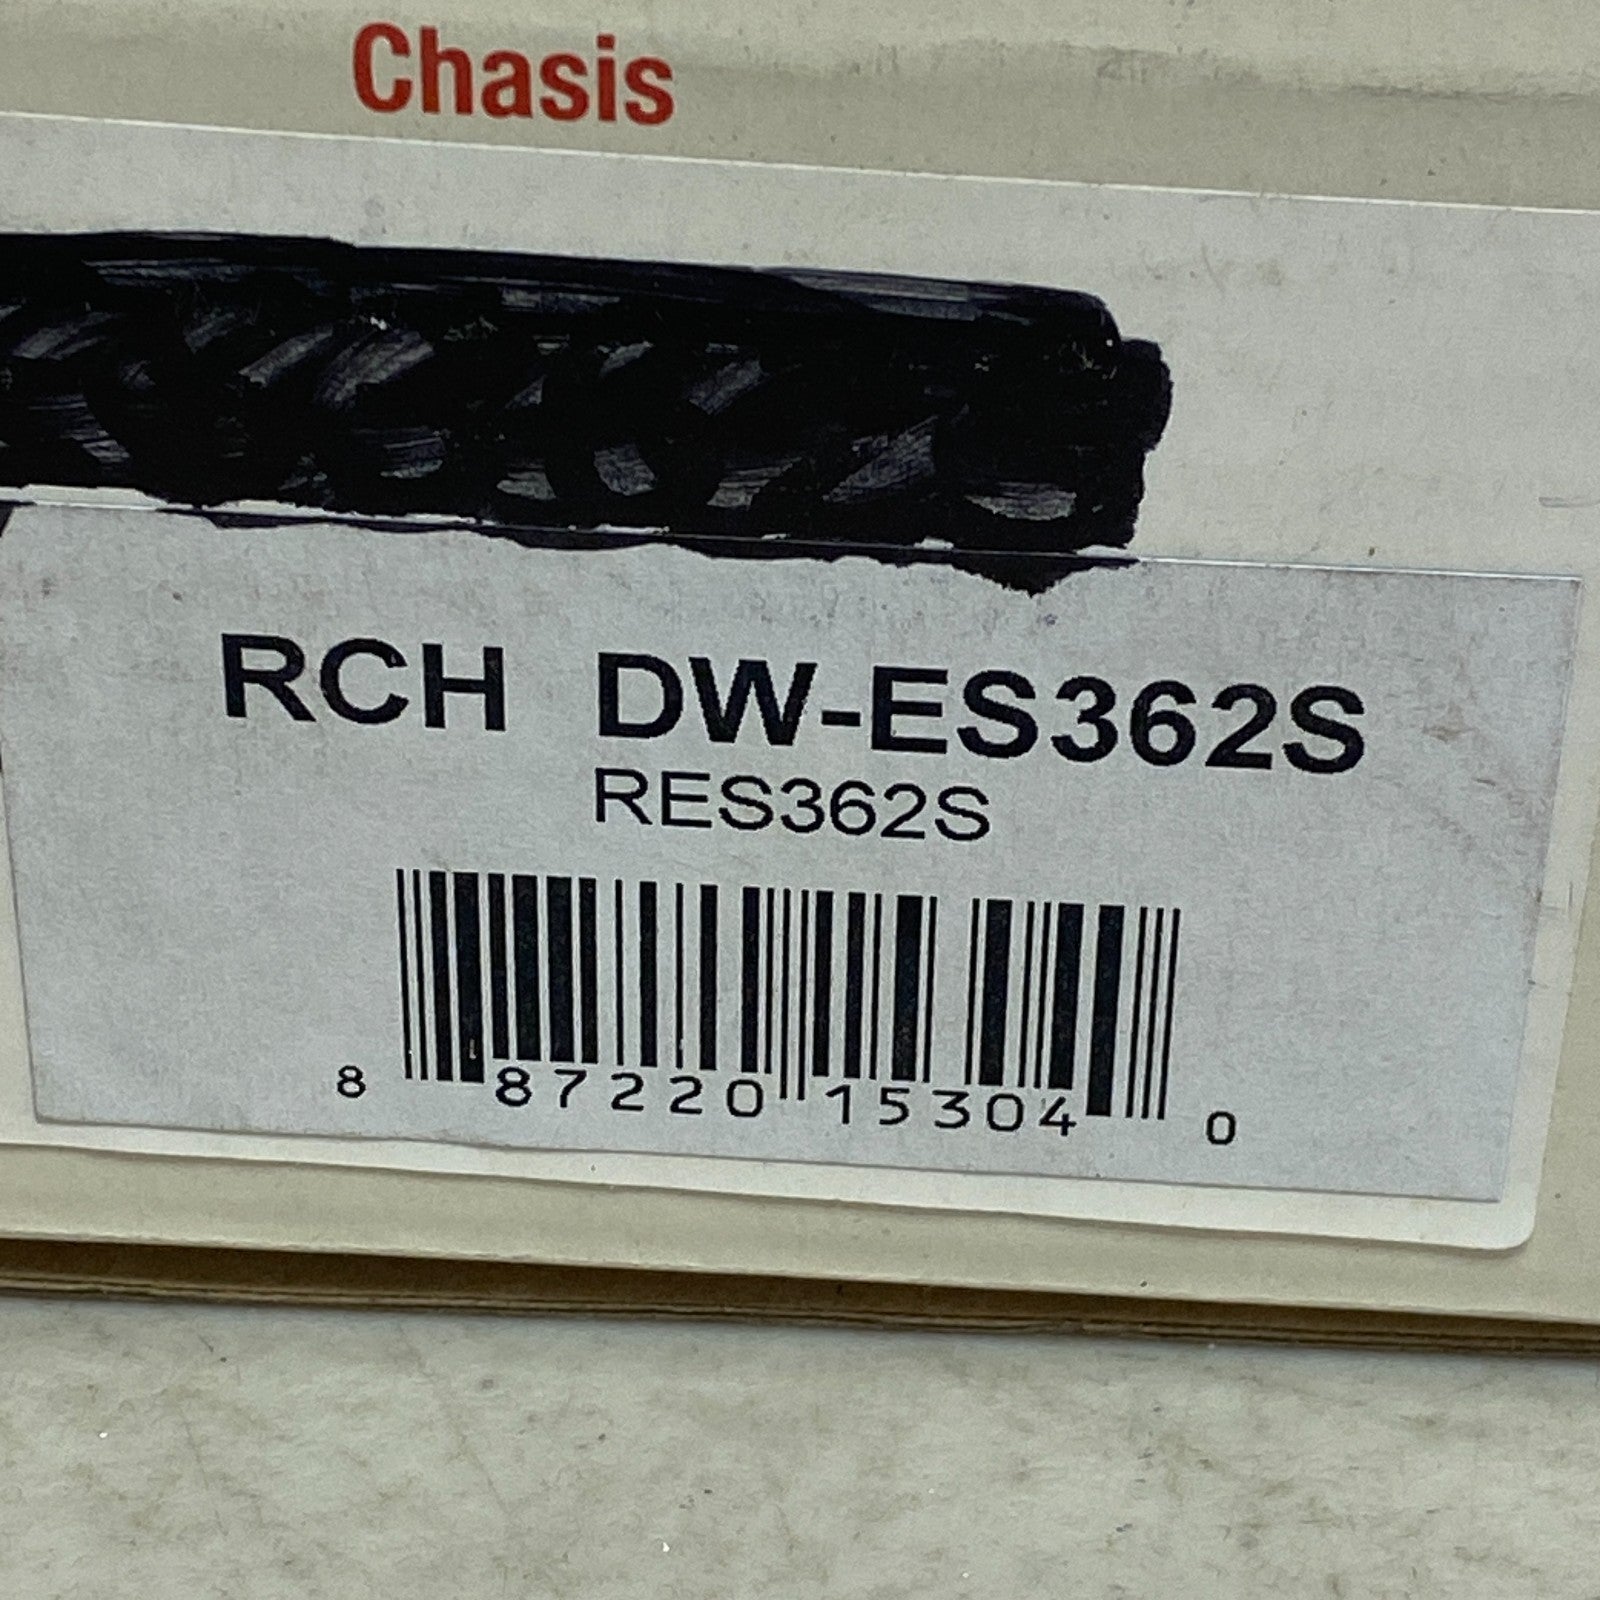 Chasis
RCH DW-ES362S
RES362S
8 87220 15304 0